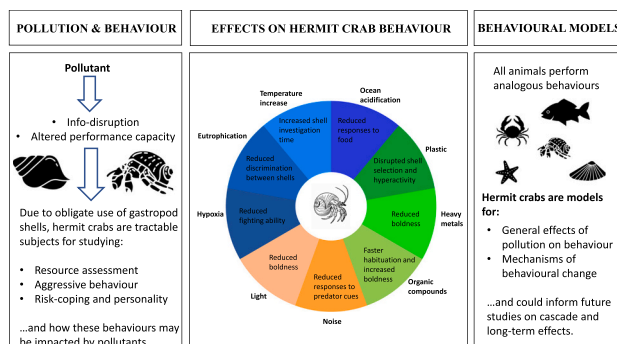 POLLUTION & BEHAVIOUR
Pollutant
• Info-disruption
• Altered performance capacity
Due to obligate use of gastropod
shells, hermit crabs are tractable
subjects for studying:
• Resource assessment
• Aggressive behaviour
• Risk-coping and personality
...and how these behaviours may
be impacted by pollutants
EFFECTS ON HERMIT CRAB BEHAVIOUR
Temperature
increase
Ocean
acidification
Increased shell
investigation
time
Reduced
responses to
food
Eutrophication
Plastic
Reduced
discrimination
between shells
Disrupted shell
selection and
hyperactivity
Hypoxia
Reduced
fighting ability
Reduced
boldness
Heavy
metals
Reduced
boldness
Faster
habituation and
increased
boldness
Reduced
responses to
predator cues
Light
Organic
compounds
Noise
BEHAVIOURAL MODELS
All animals perform
analogous behaviours
Hermit crabs are models
for:
• General effects of
pollution on behaviour
• Mechanisms of
behavioural change
...and could inform future
studies on cascade and
long-term effects.